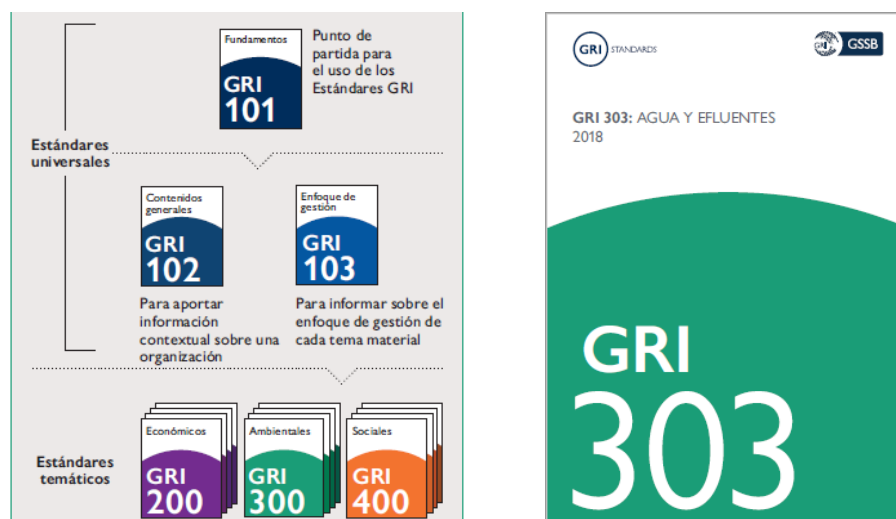 Fundamentos
GRI
101
Punto de
partida para
el uso de los
Estándares GRI
Estándares
universales
Contenidos
generales
GRI
102
Enfoque de
gestión
GRI
103
Para aportar
información
contextual sobre una
organización
Para informar sobre el
enfoque de gestión de
cada tema material
Estándares
temáticos
Económicos
GRI
200
Ambientales
GRI
300
Sociales
GRI
400
GRI STANDARDS
GRI GSSB
GRI 303: AGUA Y EFLUENTES
2018
GRI
303